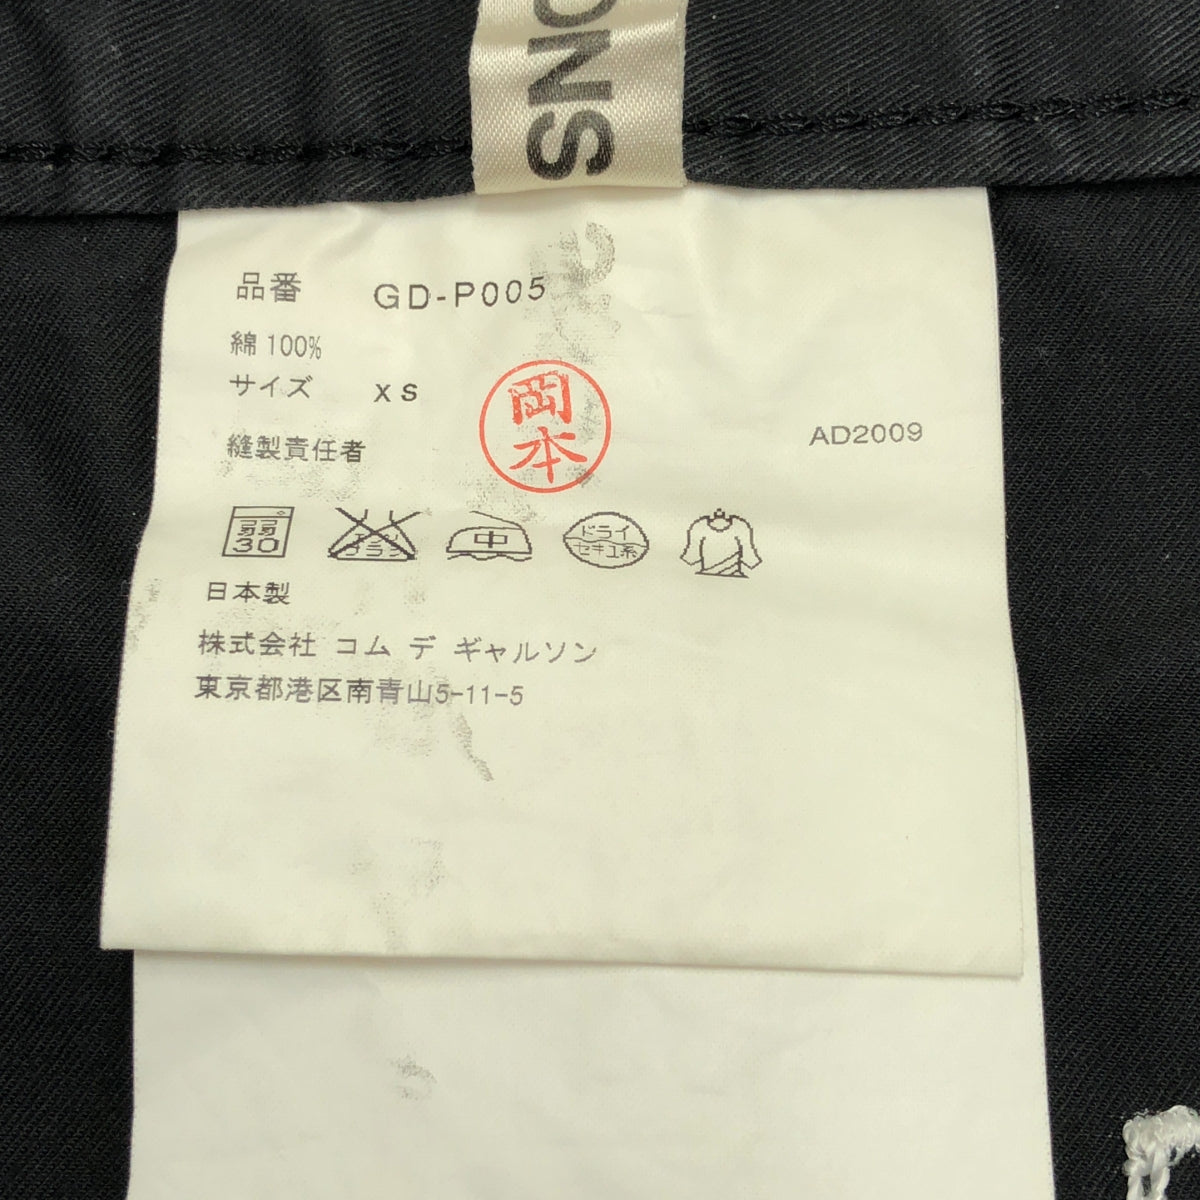 ONS
品番 GD-P005
綿 100%
サイズ XS
縫製責任者
岡本
AD2009
弱 30
中
ドライ
セキユ系
日本製
株式会社 コム デ ギャルソン
東京都港区南青山5-11-5